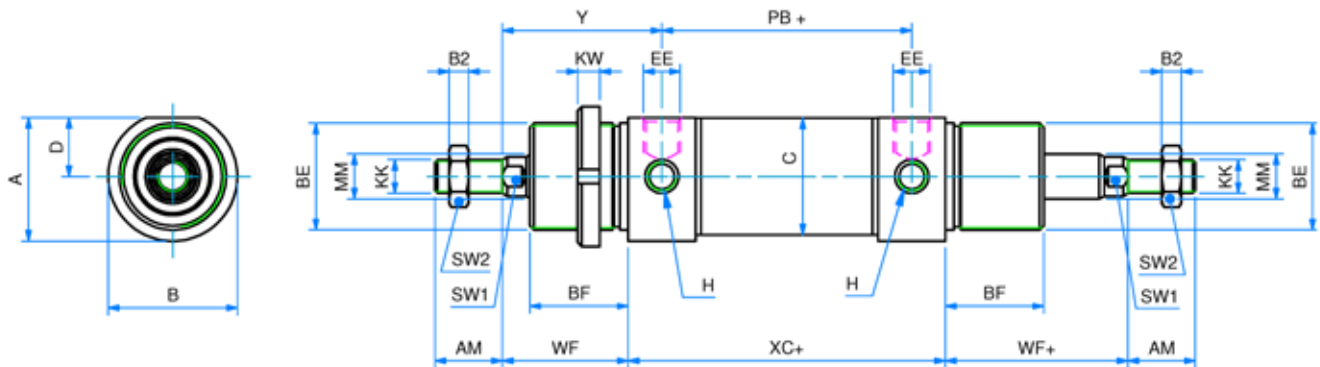 Y
PB +
B2
KW
EE
EE
B2
A
D
BE
MM
KK
C
KK
MM
BE
SW2
SW1
H
H
SW2
SW1
B
BF
BF
AM
WF
XC+
WF+
AM